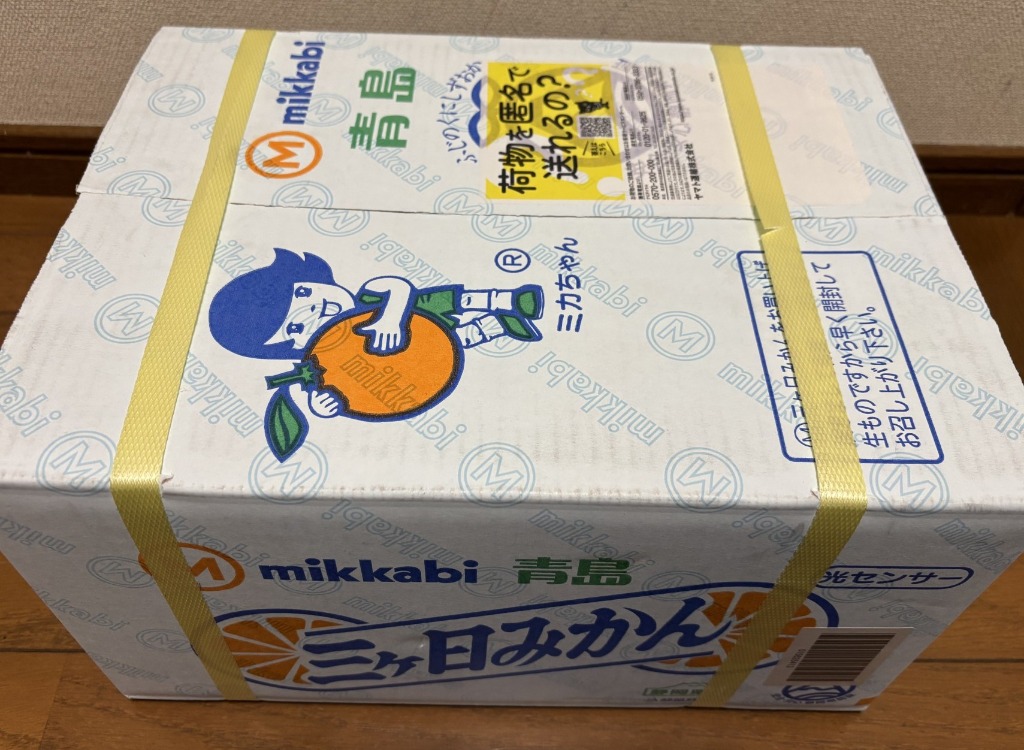 mikkabi
青島
ふじのくにしずおか
荷物を匿名で
送れるの?
0570-200-000
ヤマト運輸株式会社
ミカちゃん
®
生ものですから早く開封して
お召し上がり下さい。
mikkabi 青島
光センサー
三ヶ日みかん